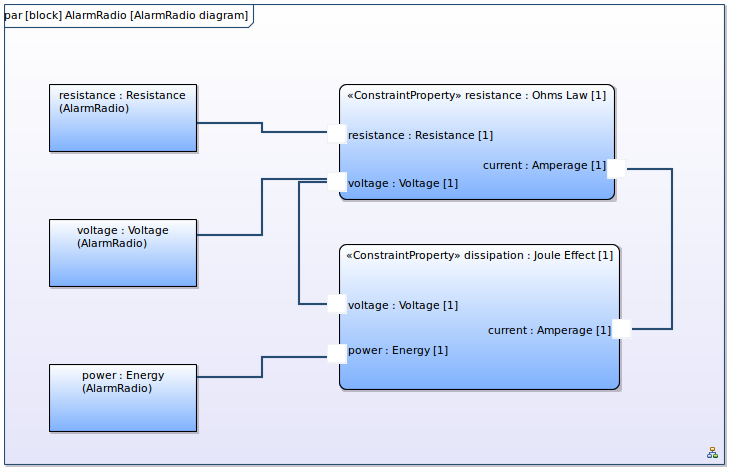 par [block] AlarmRadio [AlarmRadio diagram]
resistance : Resistance
(AlarmRadio)
«ConstraintProperty» resistance : Ohms Law [1]
resistance : Resistance [1]
current : Amperage [1]
voltage : Voltage [1]
voltage : Voltage
(AlarmRadio)
«ConstraintProperty» dissipation : Joule Effect [1]
voltage : Voltage [1]
current : Amperage [1]
power : Energy [1]
power : Energy
(AlarmRadio)